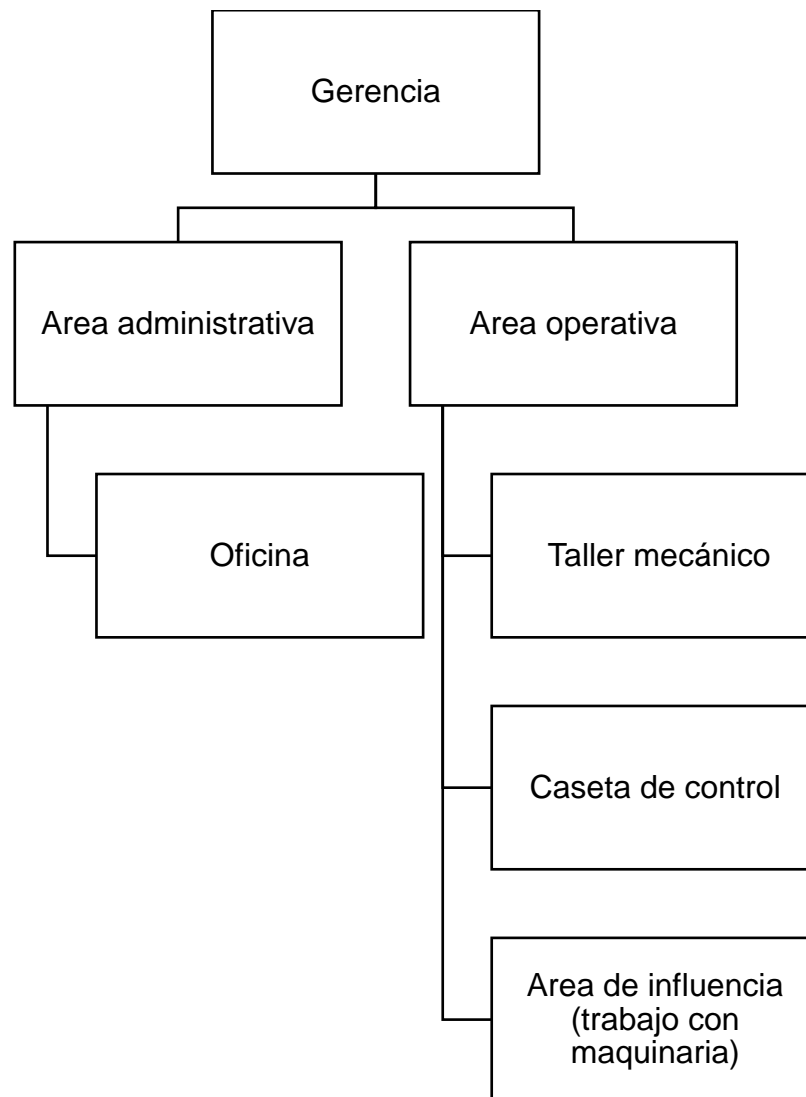 Gerencia
Area administrativa
Area operativa
Oficina
Taller mecánico
Caseta de control
Area de influencia
(trabajo con
maquinaria)